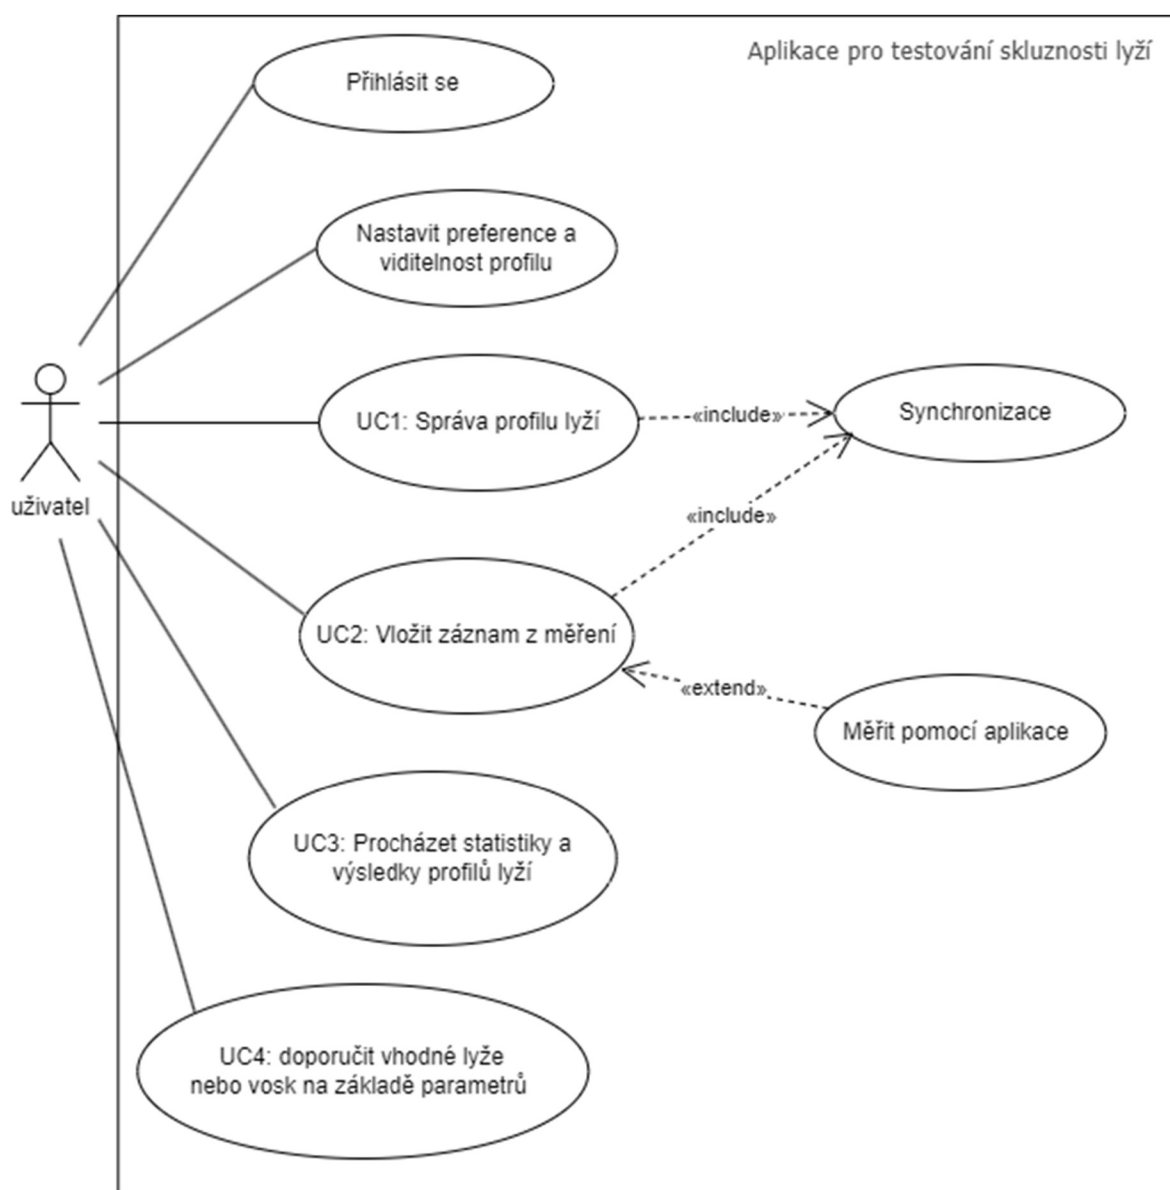 Aplikace pro testování skluznosti lyží
Přihlásit se
Nastavit preference a
viditelnost profilu
UC1: Správa profilu lyží
«include»
Synchronizace
uživatel
«include»
UC2: Vložit záznam z měření
«extend»
Měřit pomocí aplikace
UC3: Procházet statistiky a
výsledky profilů lyží
UC4: doporučit vhodné lyže
nebo vosk na základě parametrů